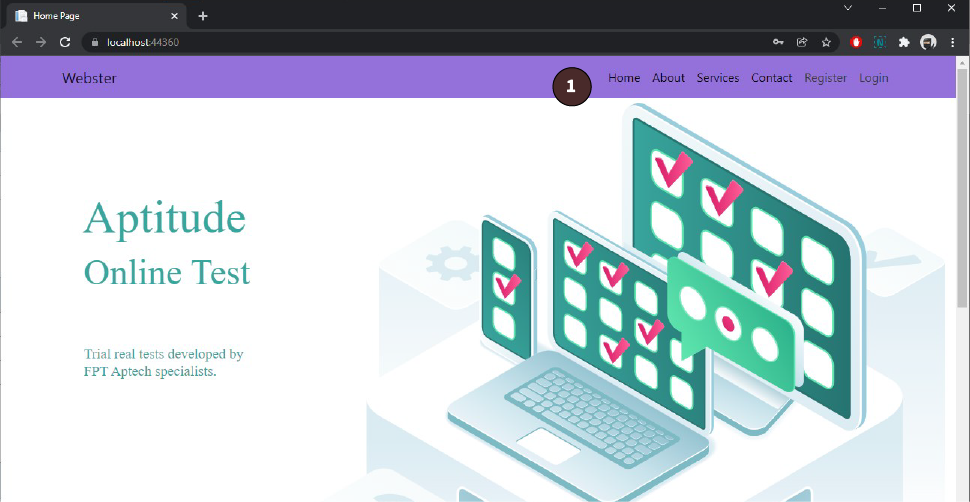 Home Page
localhost:44360
Webster
1
Home About Services Contact Register Login
Aptitude
Online Test
Trial real tests developed by
FPT Aptech specialists.